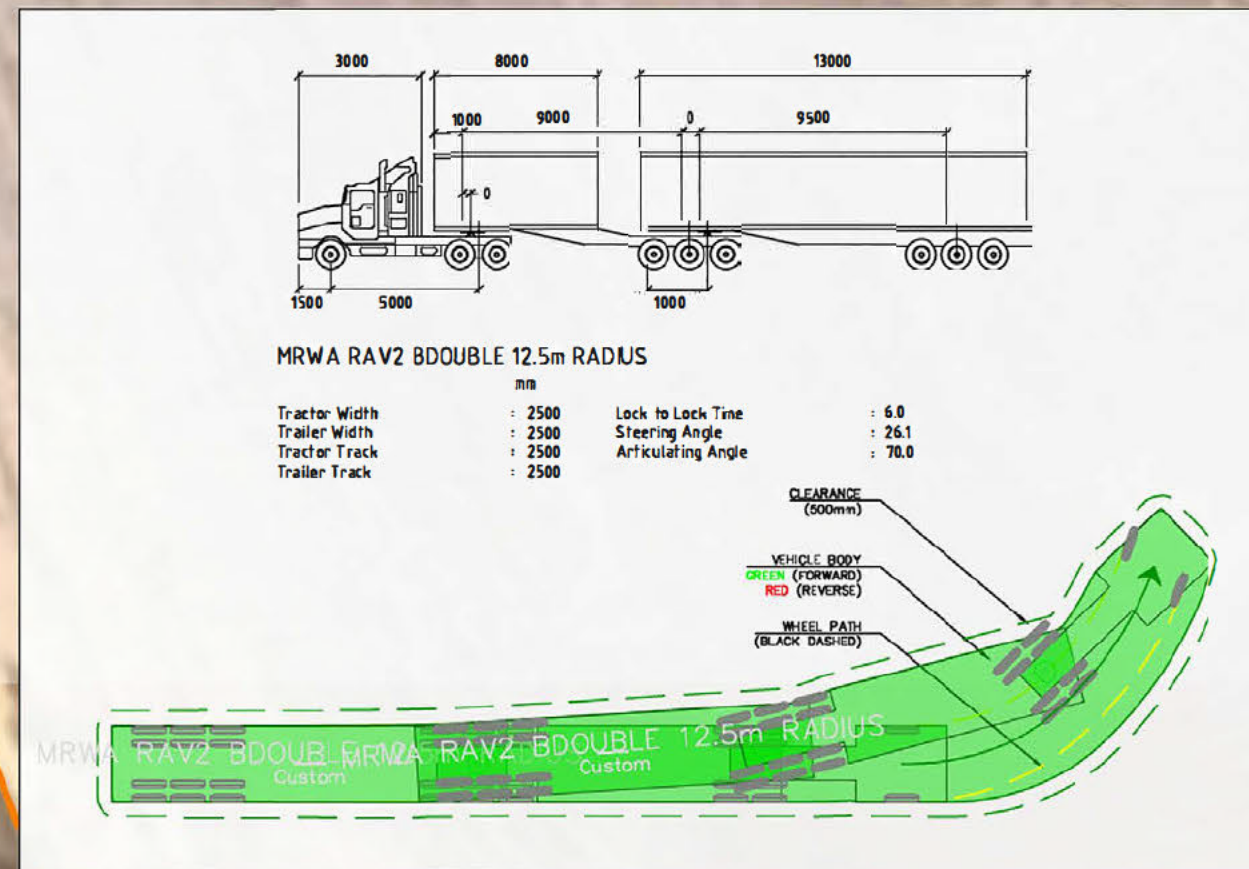 3000 8000 13000
1000 9000 0 9500
0
1500 5000 1000
MRWA RAV2 BDOUBLE 12.5m RADIUS
mm
Tractor Width : 2500 Lock to Lock Time : 6.0
Trailer Width : 2500 Steering Angle : 26.1
Tractor Track : 2500 Articulating Angle : 70.0
Trailer Track : 2500
CLEARANCE
(500mm)
VEHICLE BODY
GREEN (FORWARD)
RED (REVERSE)
WHEEL PATH
(BLACK DASHED)
MRWA RAV2 BDOUBLE
MRWA RAV2 BDOUBLE 12.5m RADIUS
Custom
Custom